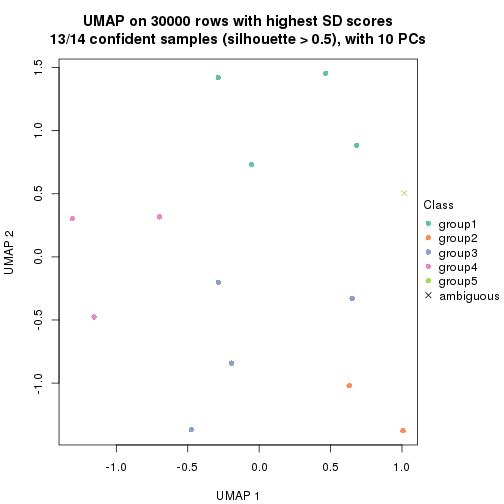 UMAP on 30000 rows with highest SD scores
13/14 confident samples (silhouette > 0.5), with 10 PCs
1.5
1.0
0.5
0.0
-0.5
-1.0
UMAP 2
-1.0 -0.5 0.0 0.5 1.0
UMAP 1
Class
group1
group2
group3
group4
group5
ambiguous